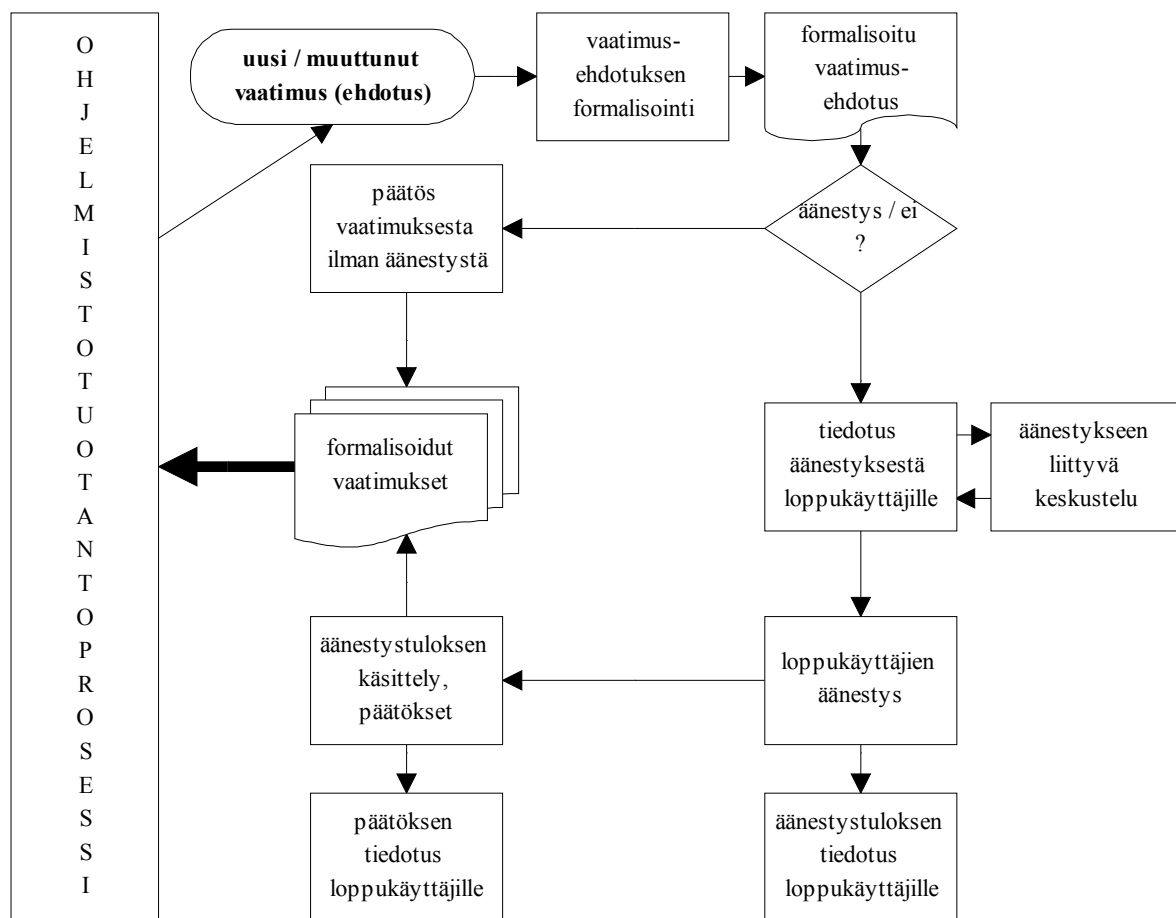 O
H
J
E
L
M
I
S
T
O
T
U
O
T
A
N
T
O
P
R
O
S
E
S
S
I
uusi / muuttunut
vaatimus (ehdotus)
vaatimus-
ehdotuksen
formalisointi
formalisoitu
vaatimus-
ehdotus
äänestys / ei
?
päätös
vaatimuksesta
ilman äänestystä
formalisoidut
vaatimukset
tiedotus
äänestyksestä
loppukäyttäjille
äänestykseen
liittyvä
keskustelu
äänestystuloksen
käsittely,
päätökset
loppukäyttäjien
äänestys
päätöksen
tiedotus
loppukäyttäjille
äänestystuloksen
tiedotus
loppukäyttäjille